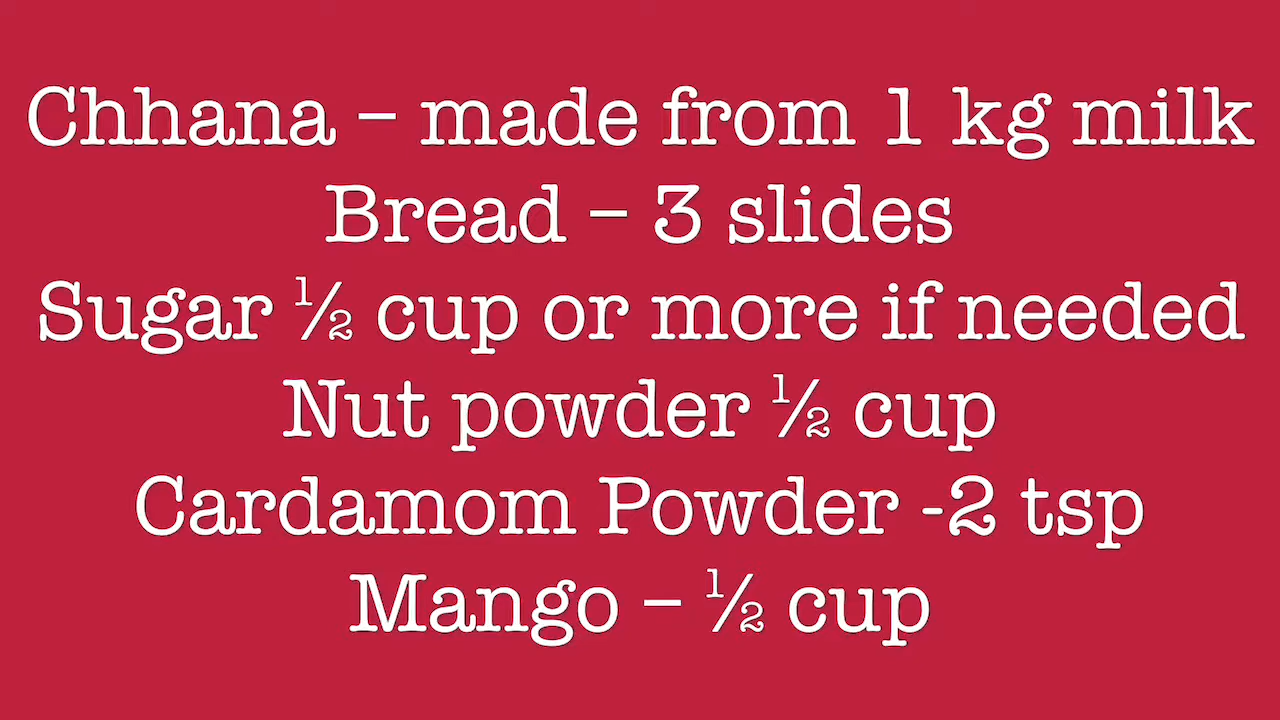 Chhana – made from 1 kg milk
Bread – 3 slides
Sugar ½ cup or more if needed
Nut powder ½ cup
Cardamom Powder -2 tsp
Mango – ½ cup